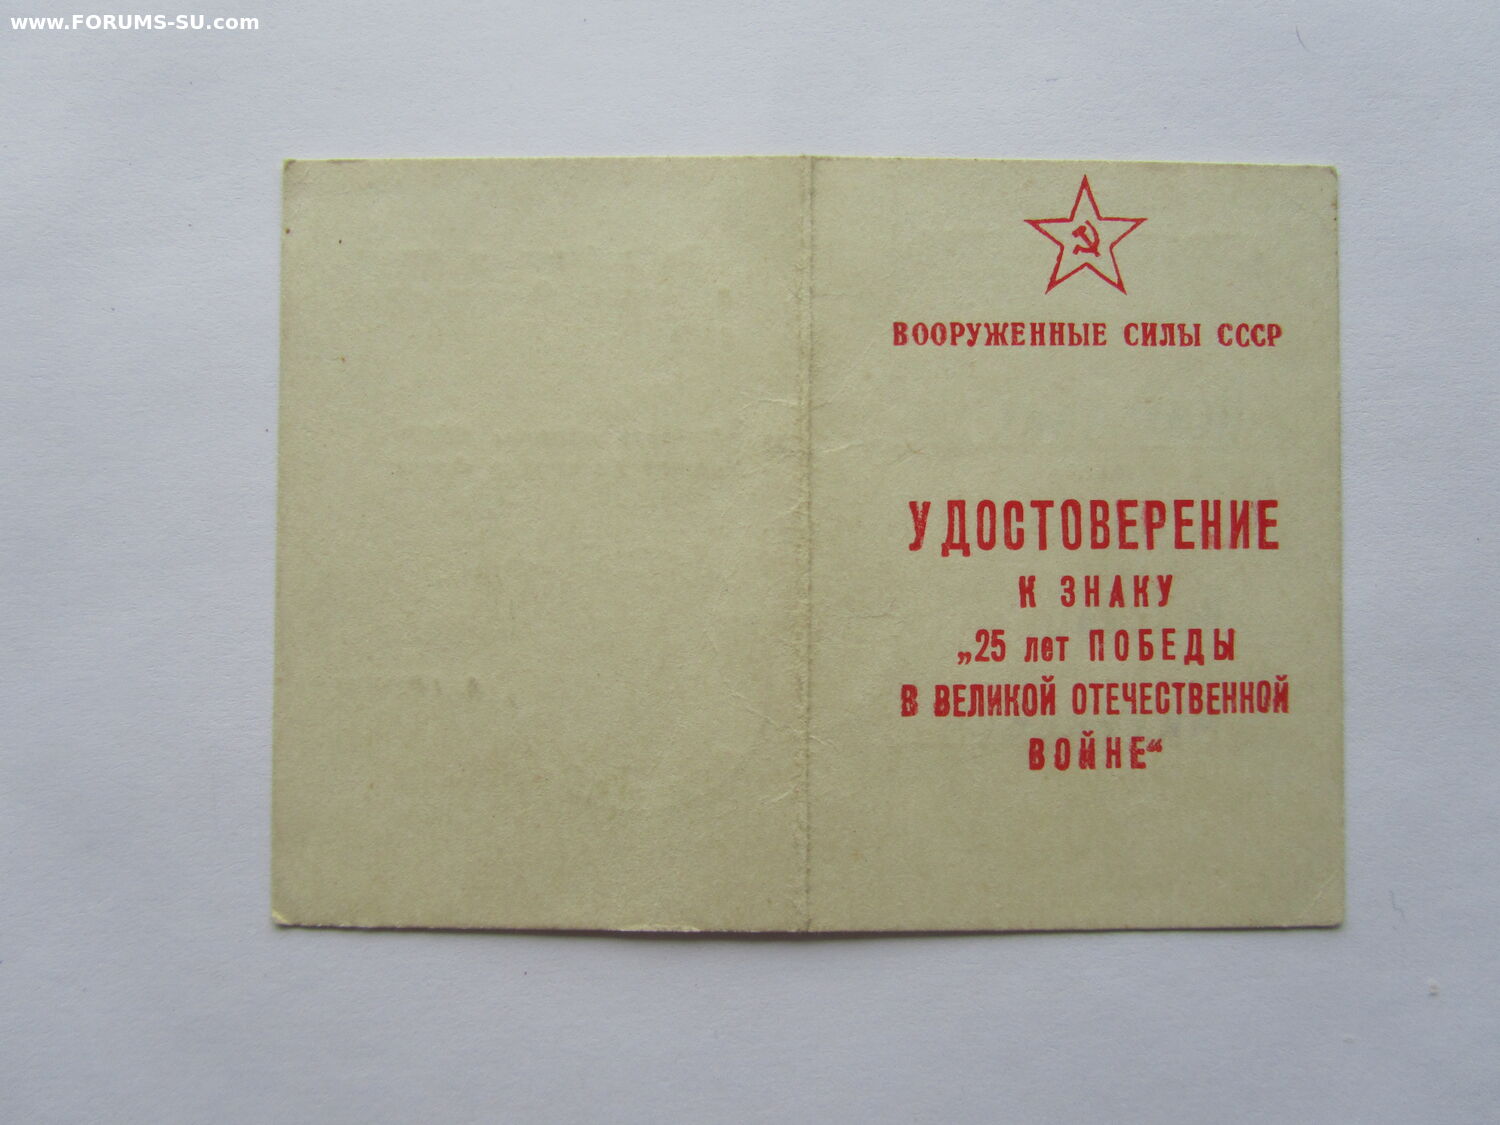 www.FORUMS-SU.com
ВООРУЖЕННЫЕ СИЛЫ СССР
УДОСТОВЕРЕНИЕ
К ЗНАКУ
„25 лет ПОБЕДЫ
В ВЕЛИКОЙ ОТЕЧЕСТВЕННОЙ
ВОЙНЕ“